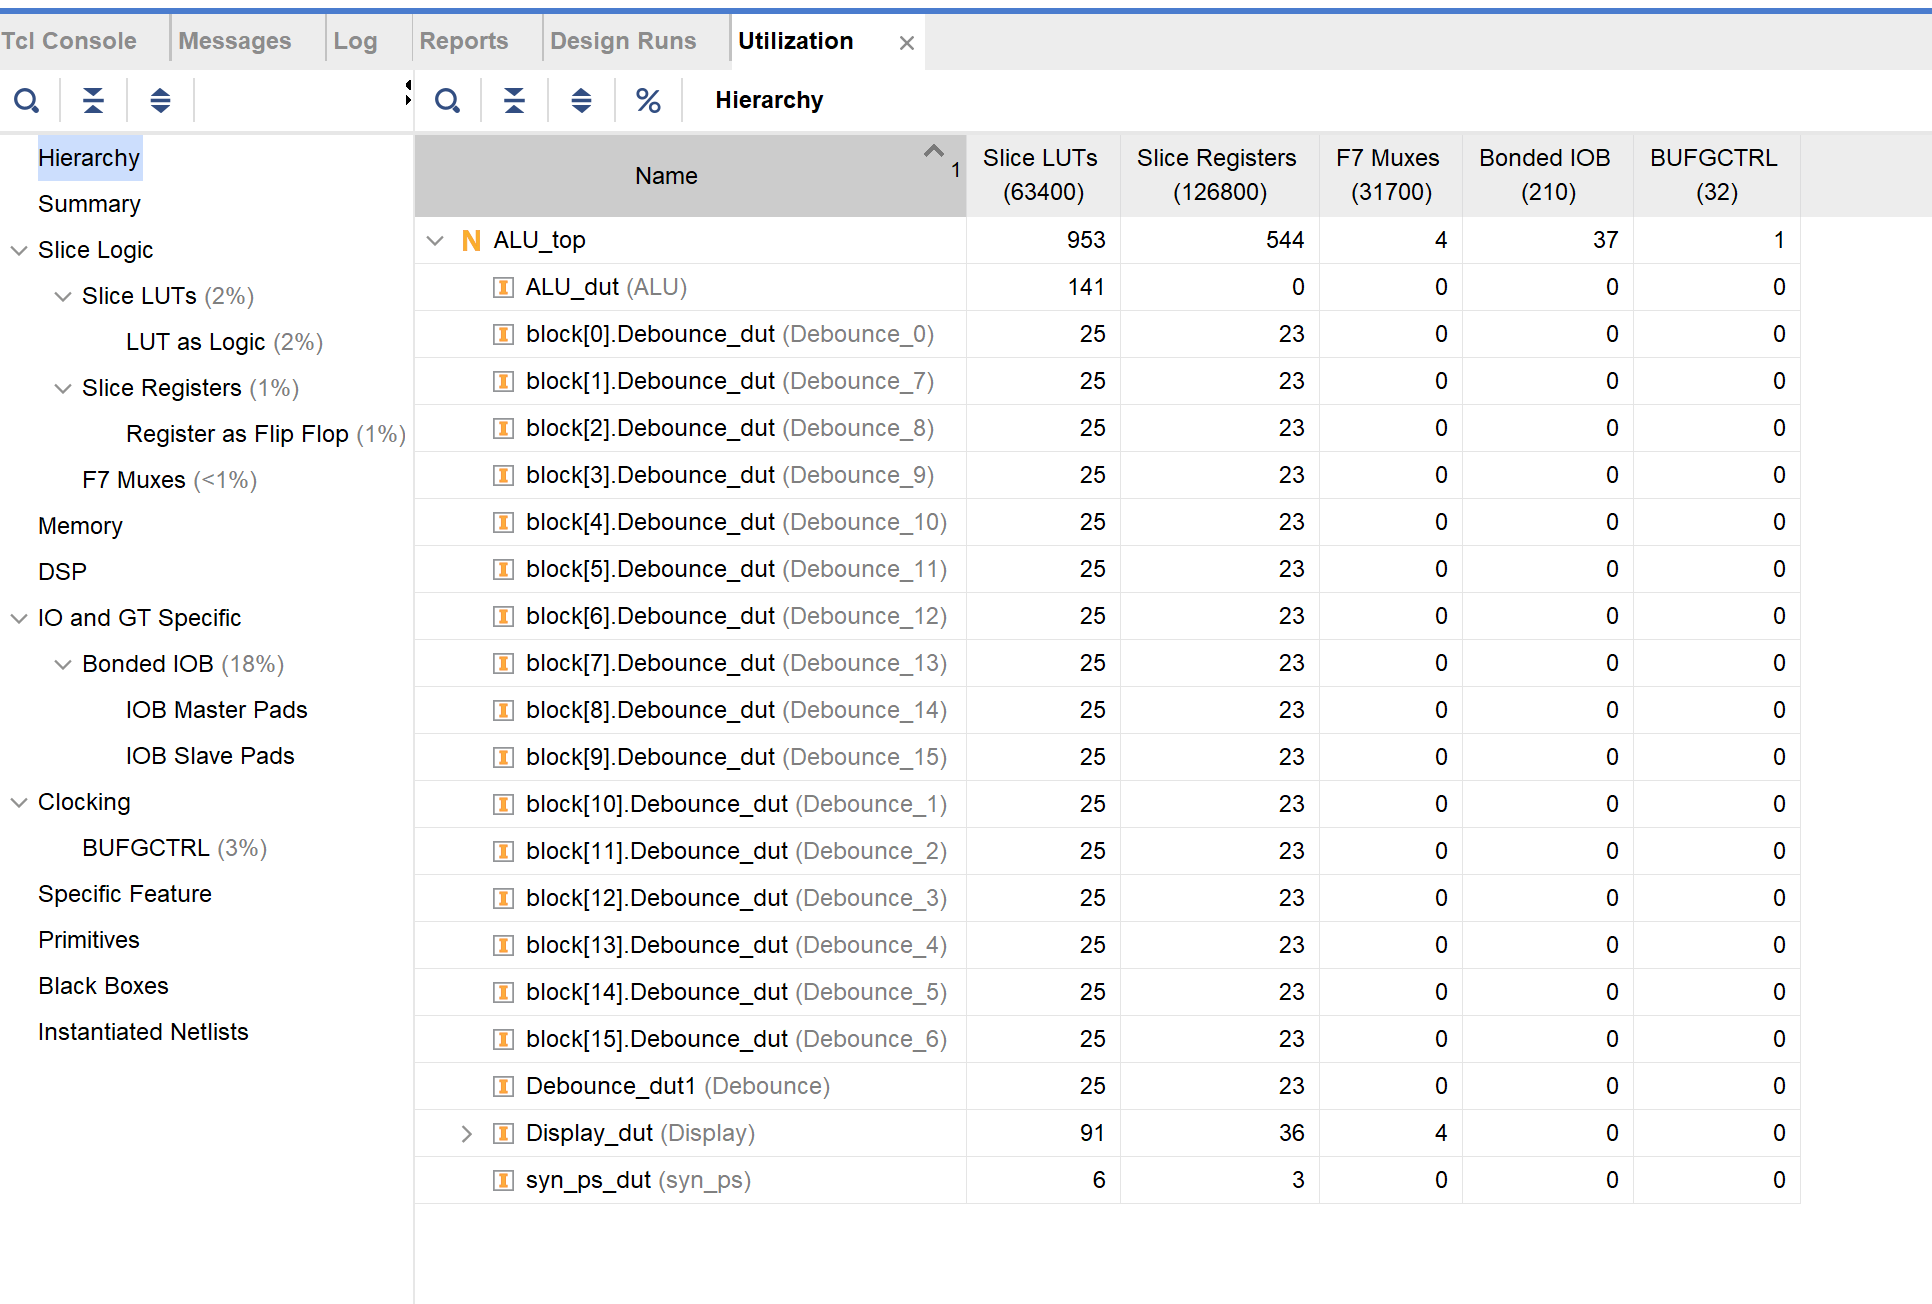 Tcl Console Messages Log Reports Design Runs Utilization
% Hierarchy
Hierarchy
Summary
Slice Logic
Slice LUTs (2%)
LUT as Logic (2%)
Slice Registers (1%)
Register as Flip Flop (1%)
F7 Muxes (<1%)
Memory
DSP
IO and GT Specific
Bonded IOB (18%)
IOB Master Pads
IOB Slave Pads
Clocking
BUFGCTRL (3%)
Specific Feature
Primitives
Black Boxes
Instantiated Netlists
Name 1 Slice LUTs (63400) Slice Registers (126800) F7 Muxes (31700) Bonded IOB (210) BUFGCTRL (32)
N ALU_top 953 544 4 37 1
I ALU_dut (ALU) 141 0 0 0 0
I block[0].Debounce_dut (Debounce_0) 25 23 0 0 0
I block[1].Debounce_dut (Debounce_7) 25 23 0 0 0
I block[2].Debounce_dut (Debounce_8) 25 23 0 0 0
I block[3].Debounce_dut (Debounce_9) 25 23 0 0 0
I block[4].Debounce_dut (Debounce_10) 25 23 0 0 0
I block[5].Debounce_dut (Debounce_11) 25 23 0 0 0
I block[6].Debounce_dut (Debounce_12) 25 23 0 0 0
I block[7].Debounce_dut (Debounce_13) 25 23 0 0 0
I block[8].Debounce_dut (Debounce_14) 25 23 0 0 0
I block[9].Debounce_dut (Debounce_15) 25 23 0 0 0
I block[10].Debounce_dut (Debounce_1) 25 23 0 0 0
I block[11].Debounce_dut (Debounce_2) 25 23 0 0 0
I block[12].Debounce_dut (Debounce_3) 25 23 0 0 0
I block[13].Debounce_dut (Debounce_4) 25 23 0 0 0
I block[14].Debounce_dut (Debounce_5) 25 23 0 0 0
I block[15].Debounce_dut (Debounce_6) 25 23 0 0 0
I Debounce_dut1 (Debounce) 25 23 0 0 0
I Display_dut (Display) 91 36 4 0 0
I syn_ps_dut (syn_ps) 6 3 0 0 0